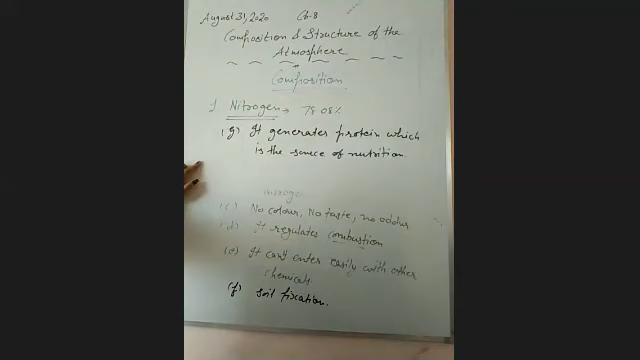 August 31, 2020 Ch-8
Composition & Structure of the
Atmosphere
Composition
Nitrogen → 78.08%
(g) It generates protein which
is the source of nutrition
(c) No colour, No taste, no odour
(d) It regulates combustion
(e) It can't enter easily with other
chemicals.
(f) Soil fixation.